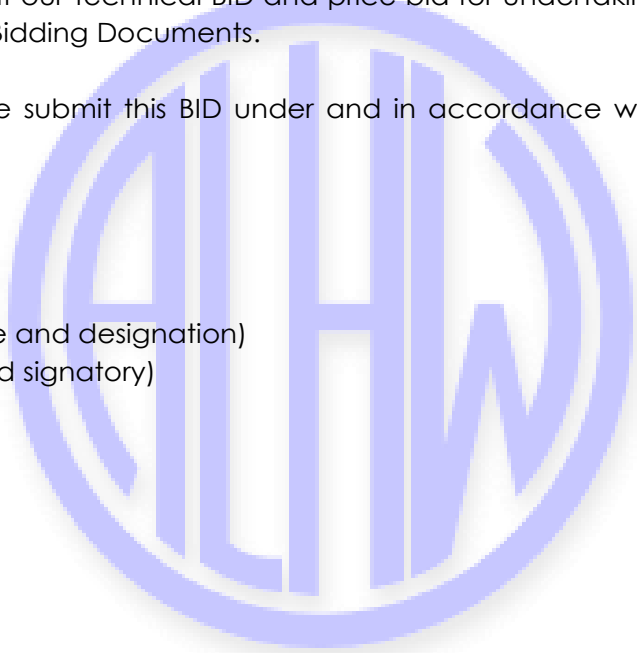 t our Technical BID and price bid for undertaki
Bidding Documents.
e submit this BID under and in accordance w
ALHW
e and designation)
d signatory)